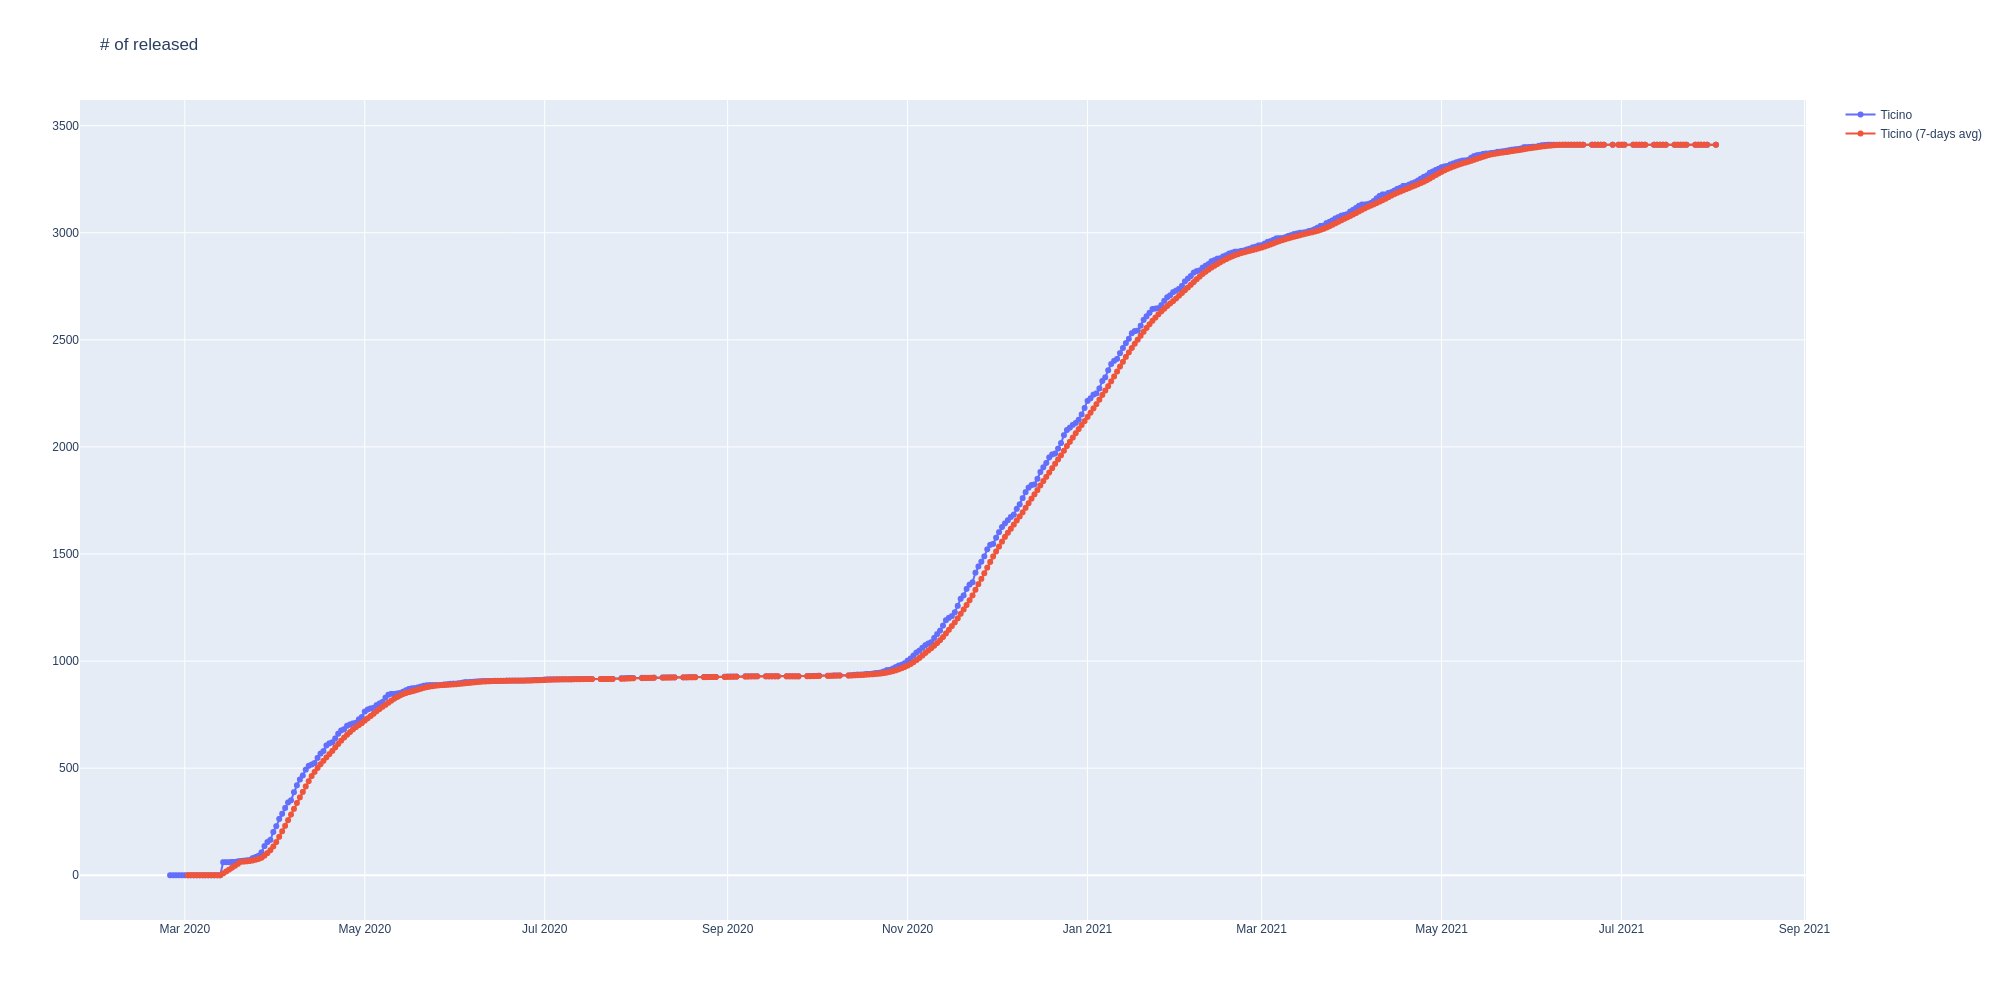 # of released
Ticino
Ticino (7-days avg)
3500
3000
2500
2000
1500
1000
500
0
Mar 2020
May 2020
Jul 2020
Sep 2020
Nov 2020
Jan 2021
Mar 2021
May 2021
Jul 2021
Sep 2021